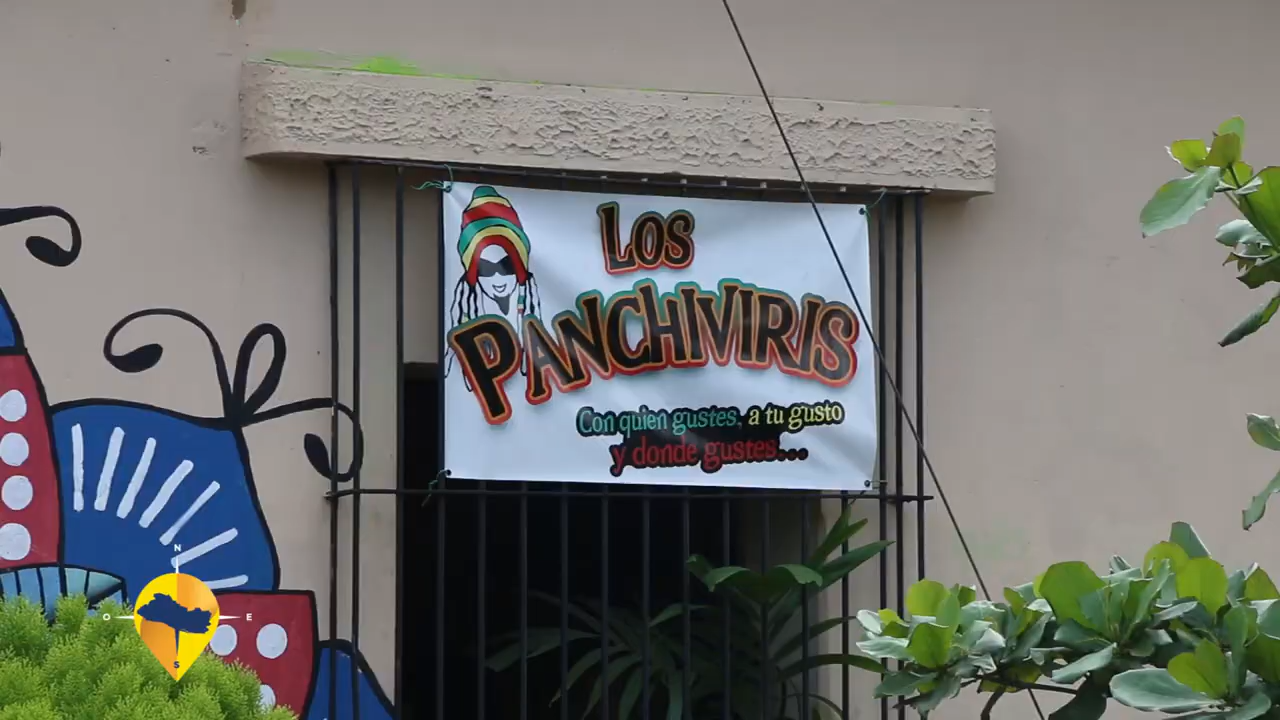 LOS
PANCHIVIRIS
Con quien gustes, a tu gusto
y donde gustes...
N
O
E
S